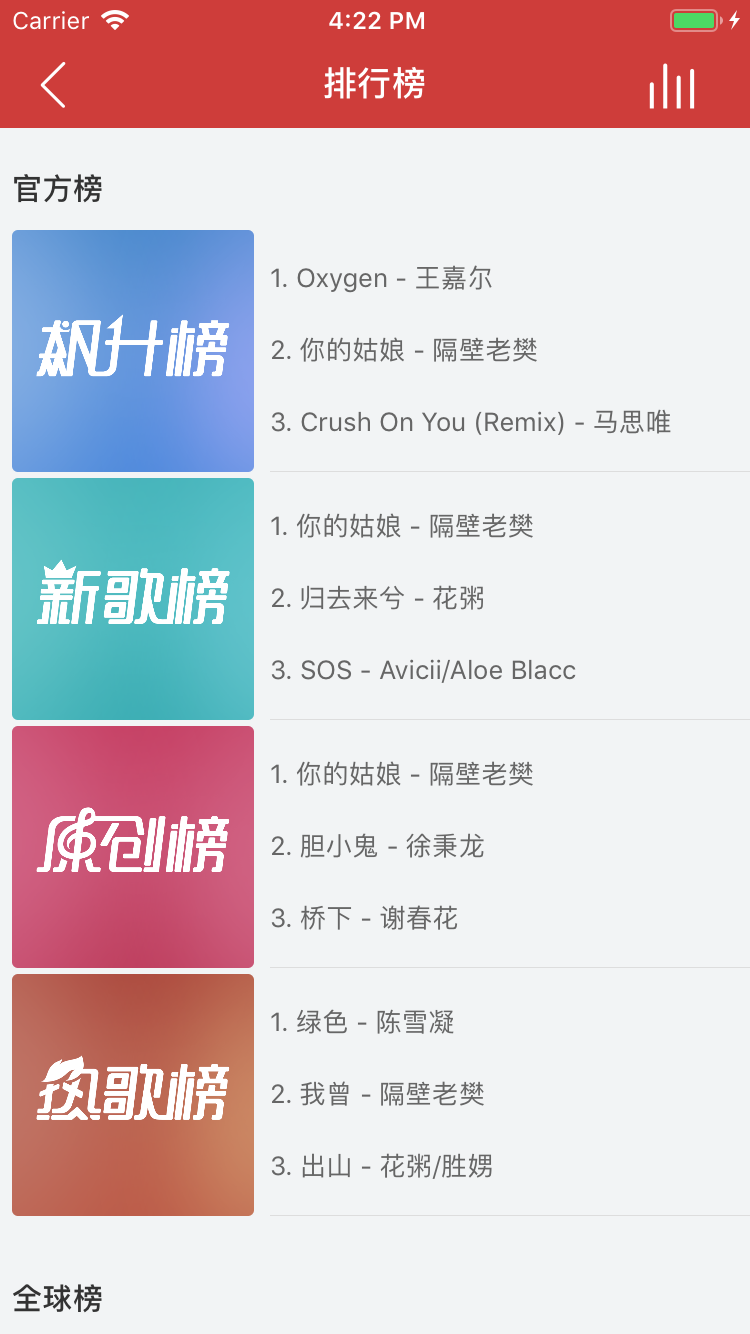 Carrier 4:22 PM
排行榜
官方榜
飙升榜
1. Oxygen - 王嘉尔
2. 你的姑娘 - 隔壁老樊
3. Crush On You (Remix) - 马思唯
新歌榜
1. 你的姑娘 - 隔壁老樊
2. 归去来兮 - 花粥
3. SOS - Avicii/Aloe Blacc
原创榜
1. 你的姑娘 - 隔壁老樊
2. 胆小鬼 - 徐秉龙
3. 桥下 - 谢春花
热歌榜
1. 绿色 - 陈雪凝
2. 我曾 - 隔壁老樊
3. 出山 - 花粥/胜娚
全球榜